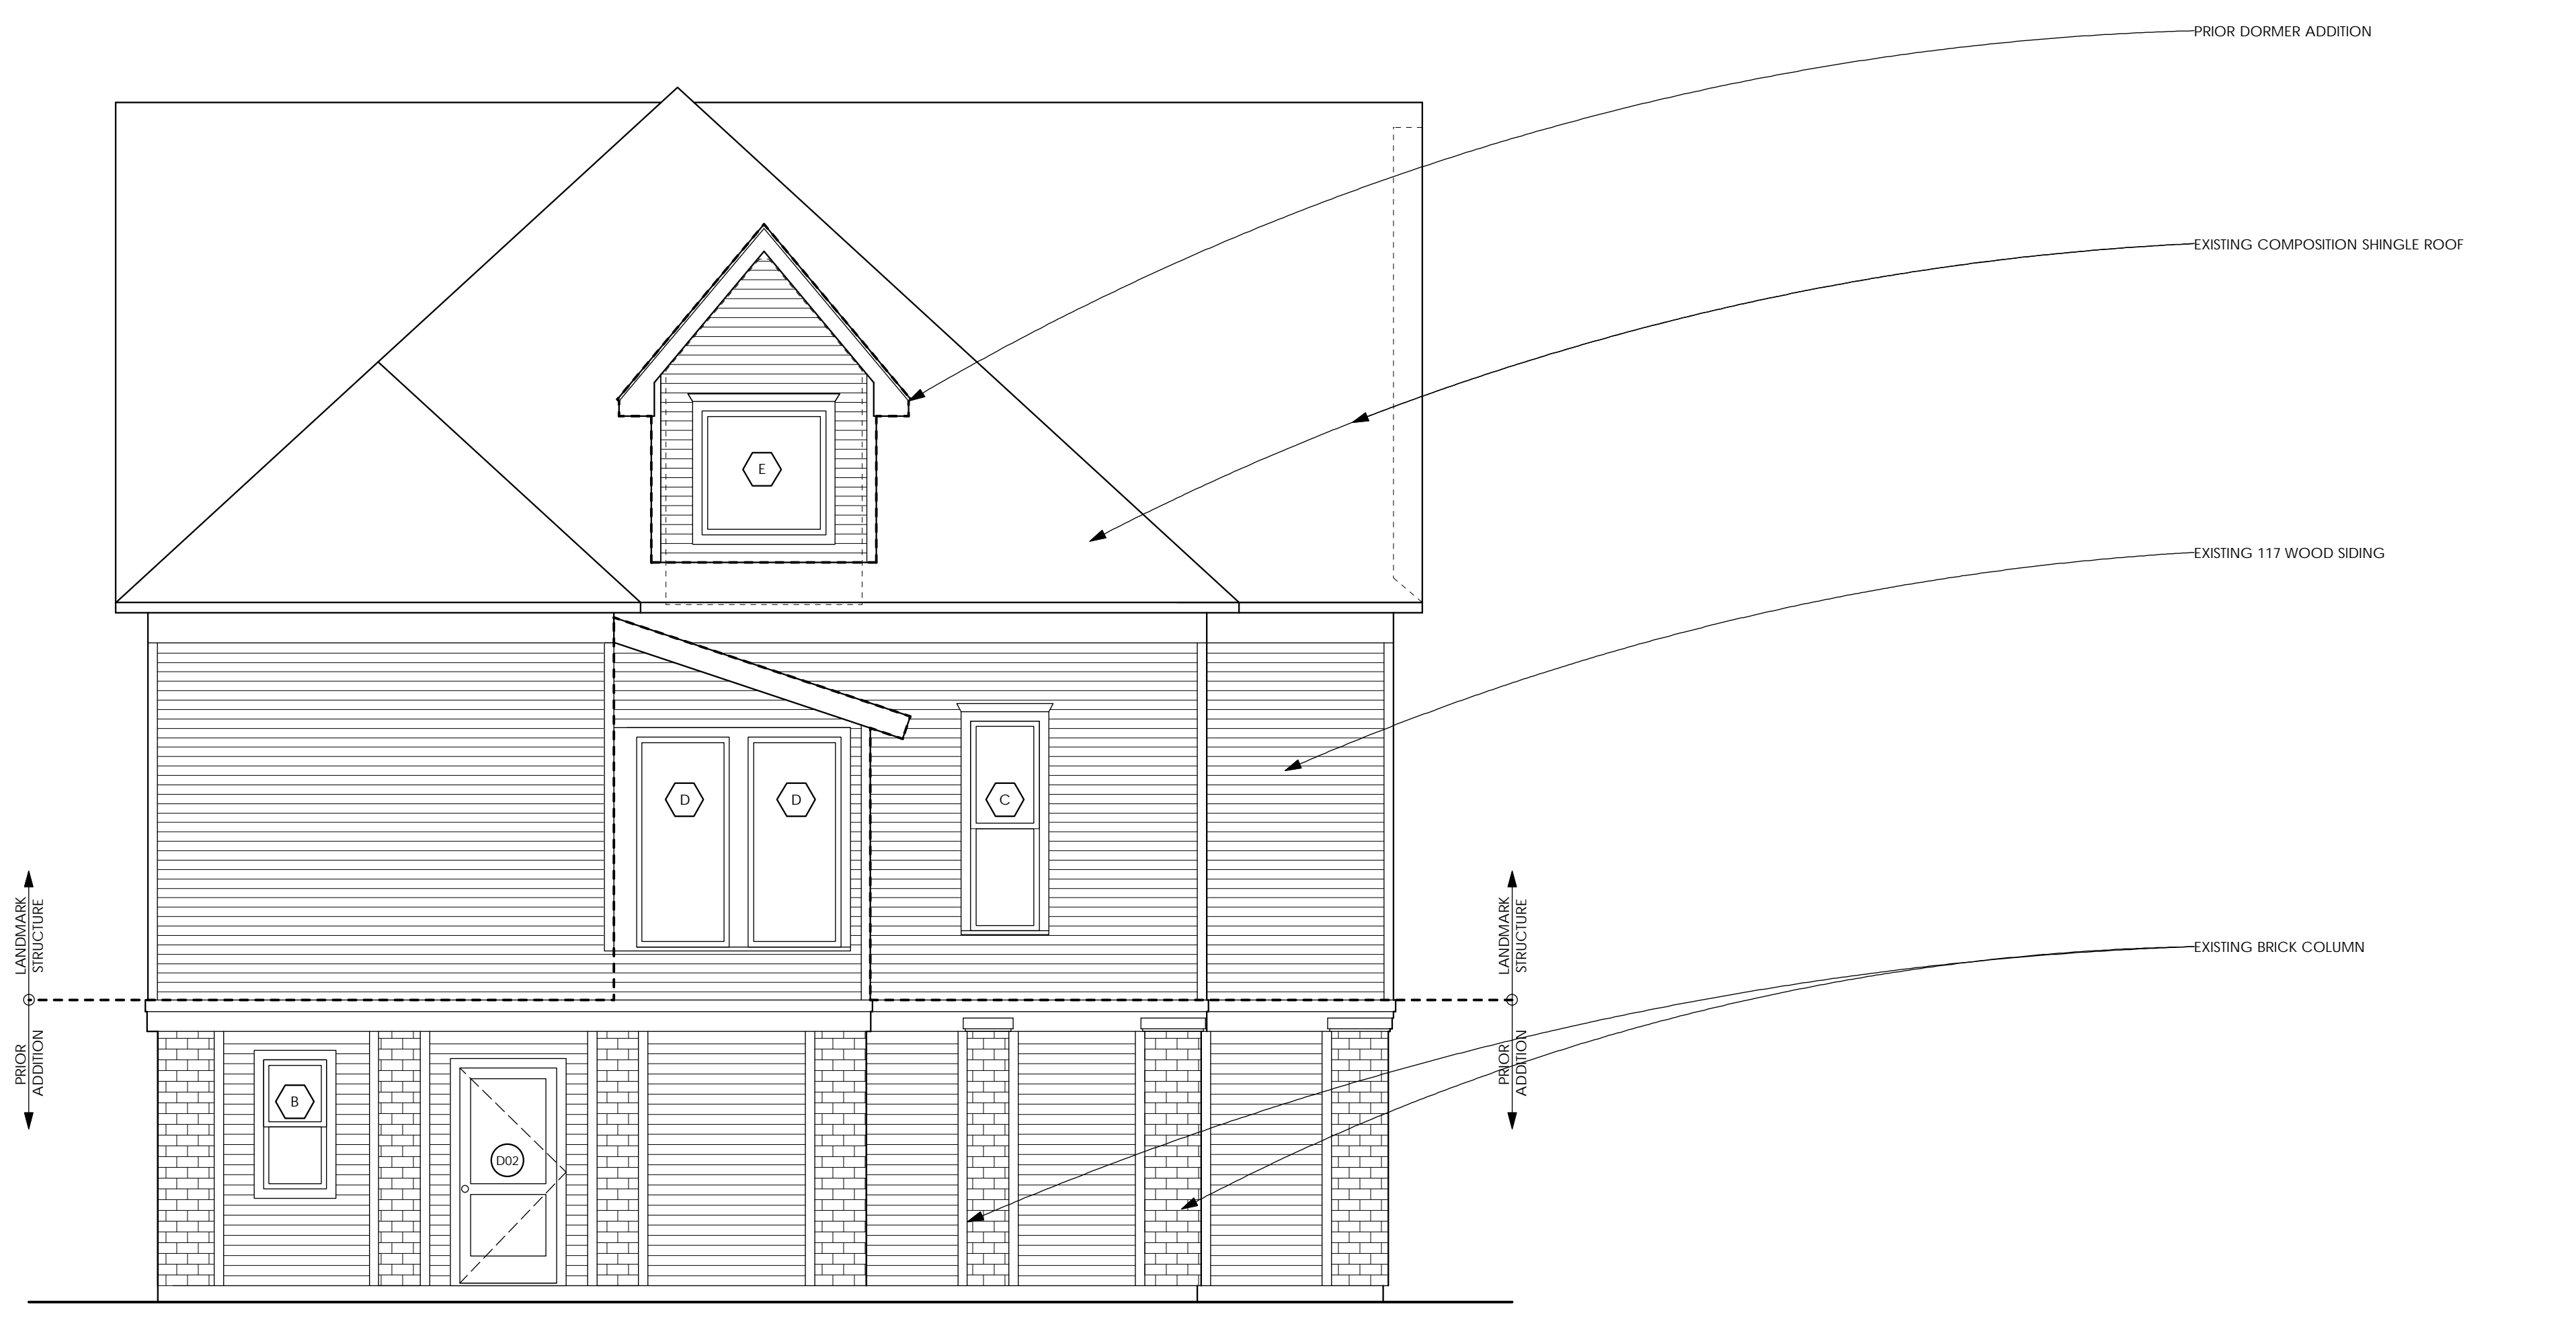 PRIOR DORMER ADDITION
EXISTING COMPOSITION SHINGLE ROOF
E
EXISTING 117 WOOD SIDING
D
D
C
LANDMARK
STRUCTURE
LANDMARK
STRUCTURE
EXISTING BRICK COLUMN
PRIOR
ADDITION
PRIOR
ADDITION
B
D02